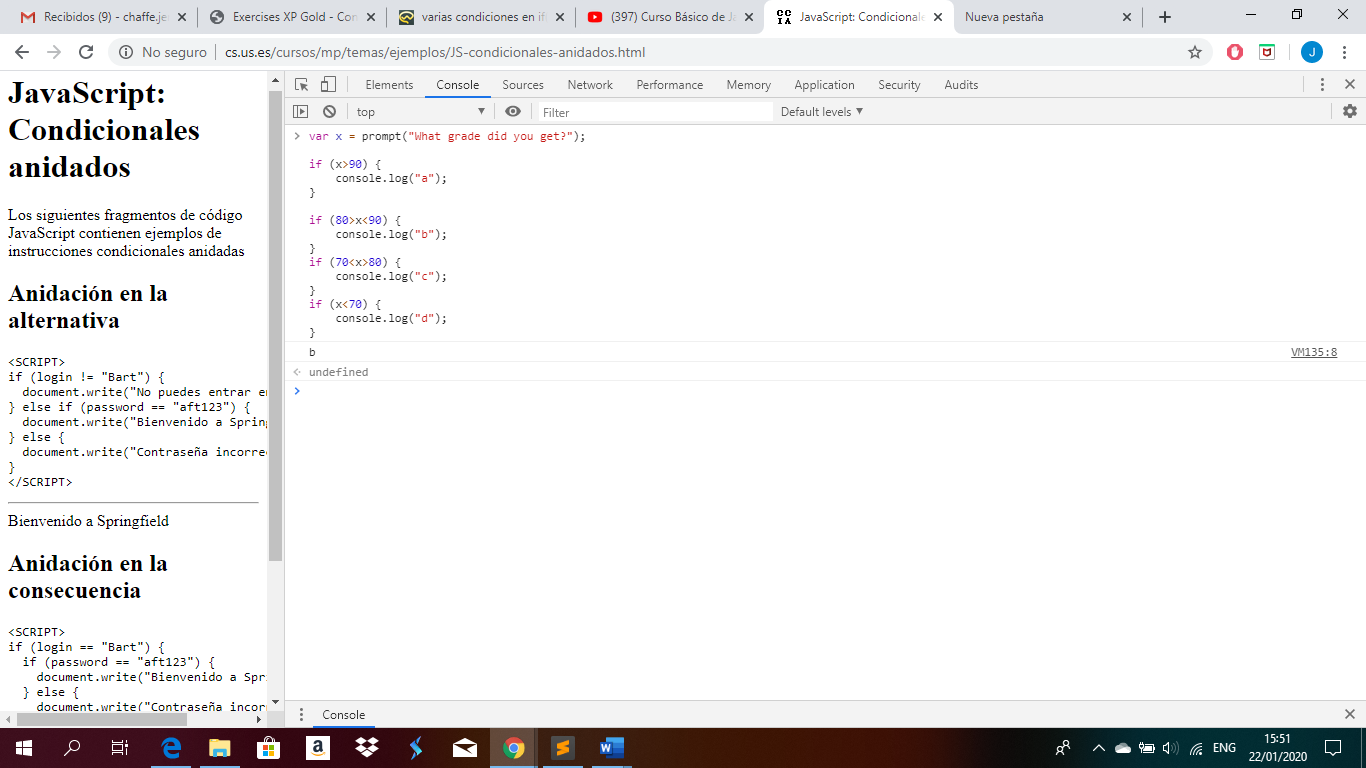 Recibidos (9) - chaffe.je
Exercises XP Gold - Con
varias condiciones en if
(397) Curso Básico de Ja
JavaScript: Condicionale
Nueva pestaña
No seguro
cs.us.es/cursos/mp/temas/ejemplos/JS-condicionales-anidados.html
J
JavaScript:
Condicionales
anidados
Los siguientes fragmentos de código
JavaScript contienen ejemplos de
instrucciones condicionales anidadas
Anidación en la
alternativa
<SCRIPT>
if (login != "Bart") {
  document.write("No puedes entrar en
} else if (password == "aft123") {
  document.write("Bienvenido a Spring
} else {
  document.write("Contraseña incorrec
}
</SCRIPT>
Bienvenido a Springfield
Anidación en la
consecuencia
<SCRIPT>
if (login == "Bart") {
  if (password == "aft123") {
    document.write("Bienvenido a Spri
  } else {
    document.write("Contraseña incorr
Elements Console Sources Network Performance Memory Application Security Audits
top Filter Default levels
var x = prompt("What grade did you get?");
if (x>90) {
    console.log("a");
}
if (80>x<90) {
    console.log("b");
}
if (70<x>80) {
    console.log("c");
}
if (x<70) {
    console.log("d");
}
b VM135:8
undefined
Console
ENG
15:51
22/01/2020